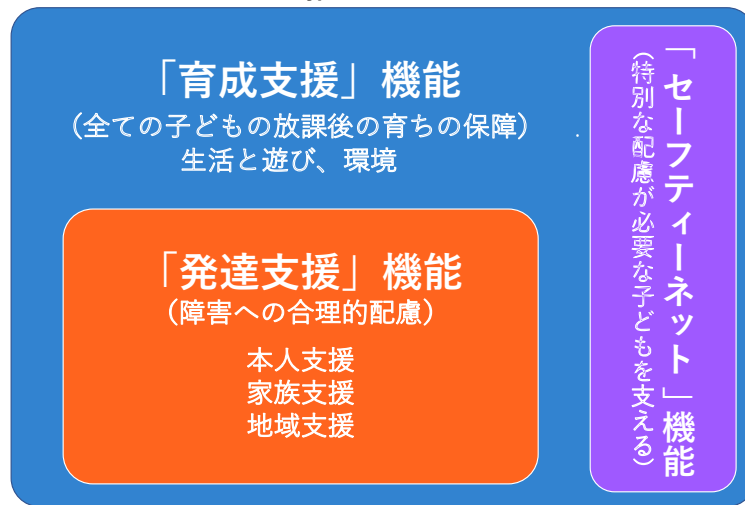 「育成支援」機能
（全ての子どもの放課後の育ちの保障）
生活と遊び、環境
「発達支援」機能
（障害への合理的配慮）
本人支援
家族支援
地域支援
「セーフティーネット」機能
（特別な配慮が必要な子どもを支える）